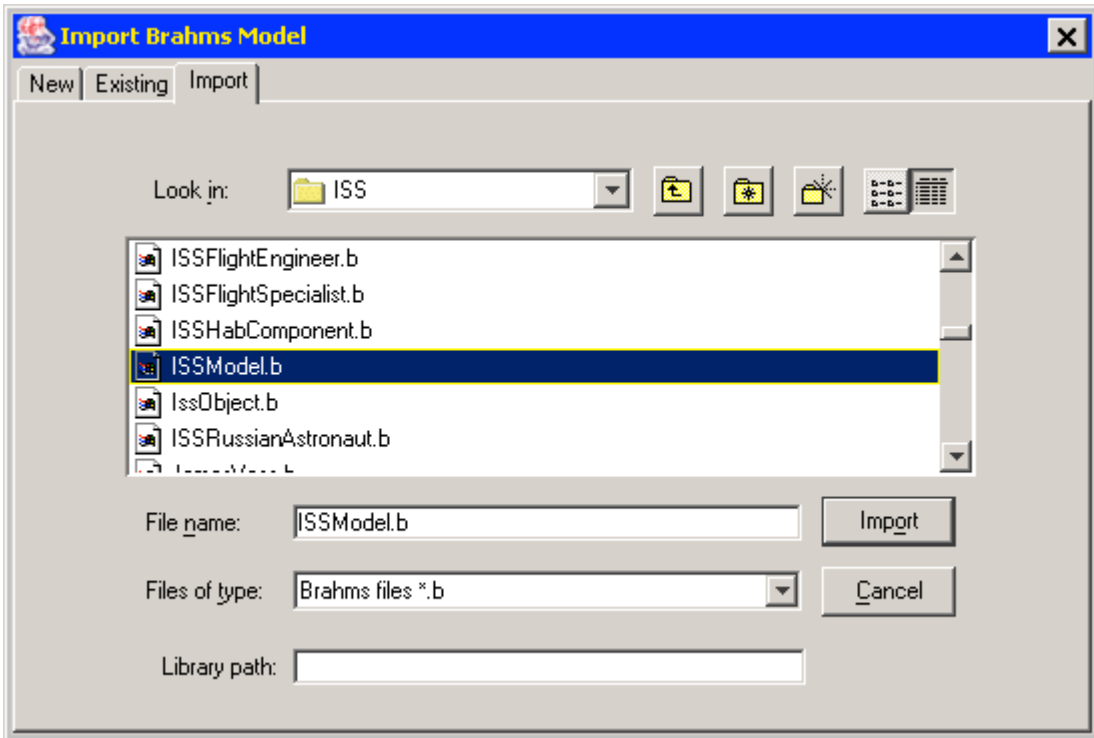 Import Brahms Model
New Existing Import
Look in: ISS
ISSFlightEngineer.b
ISSFlightSpecialist.b
ISSHabComponent.b
ISSModel.b
IssObject.b
ISSRussianAstronaut.b
File name: ISSModel.b Import
Files of type: Brahms files *.b Cancel
Library path: